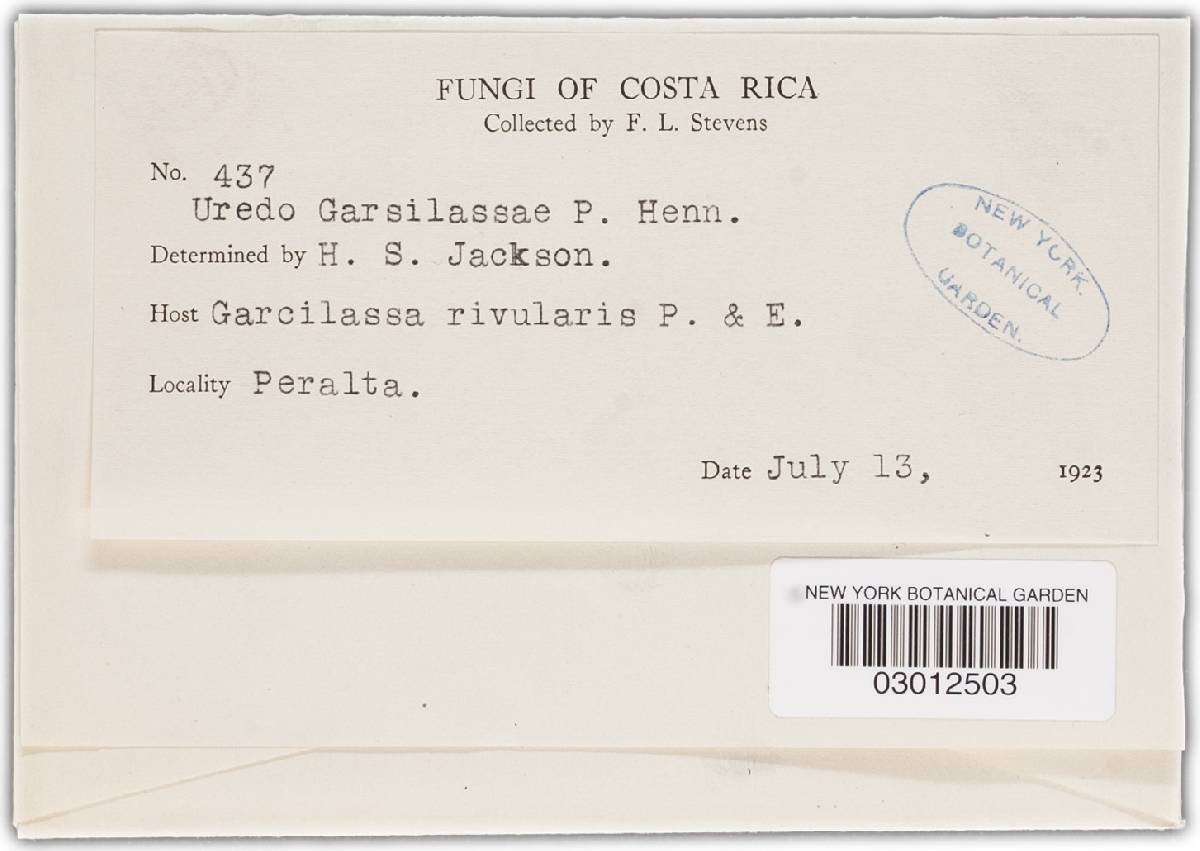 FUNGI OF COSTA RICA
Collected by F. L. Stevens
No. 437
Uredo Garsilassae P. Henn.
Determined by H. S. Jackson.
Host Garcilassa rivularis P. & E.
Locality Peralta.
Date July 13, 1923
NEW YORK
BOTANICAL
GARDEN.
NEW YORK BOTANICAL GARDEN
03012503